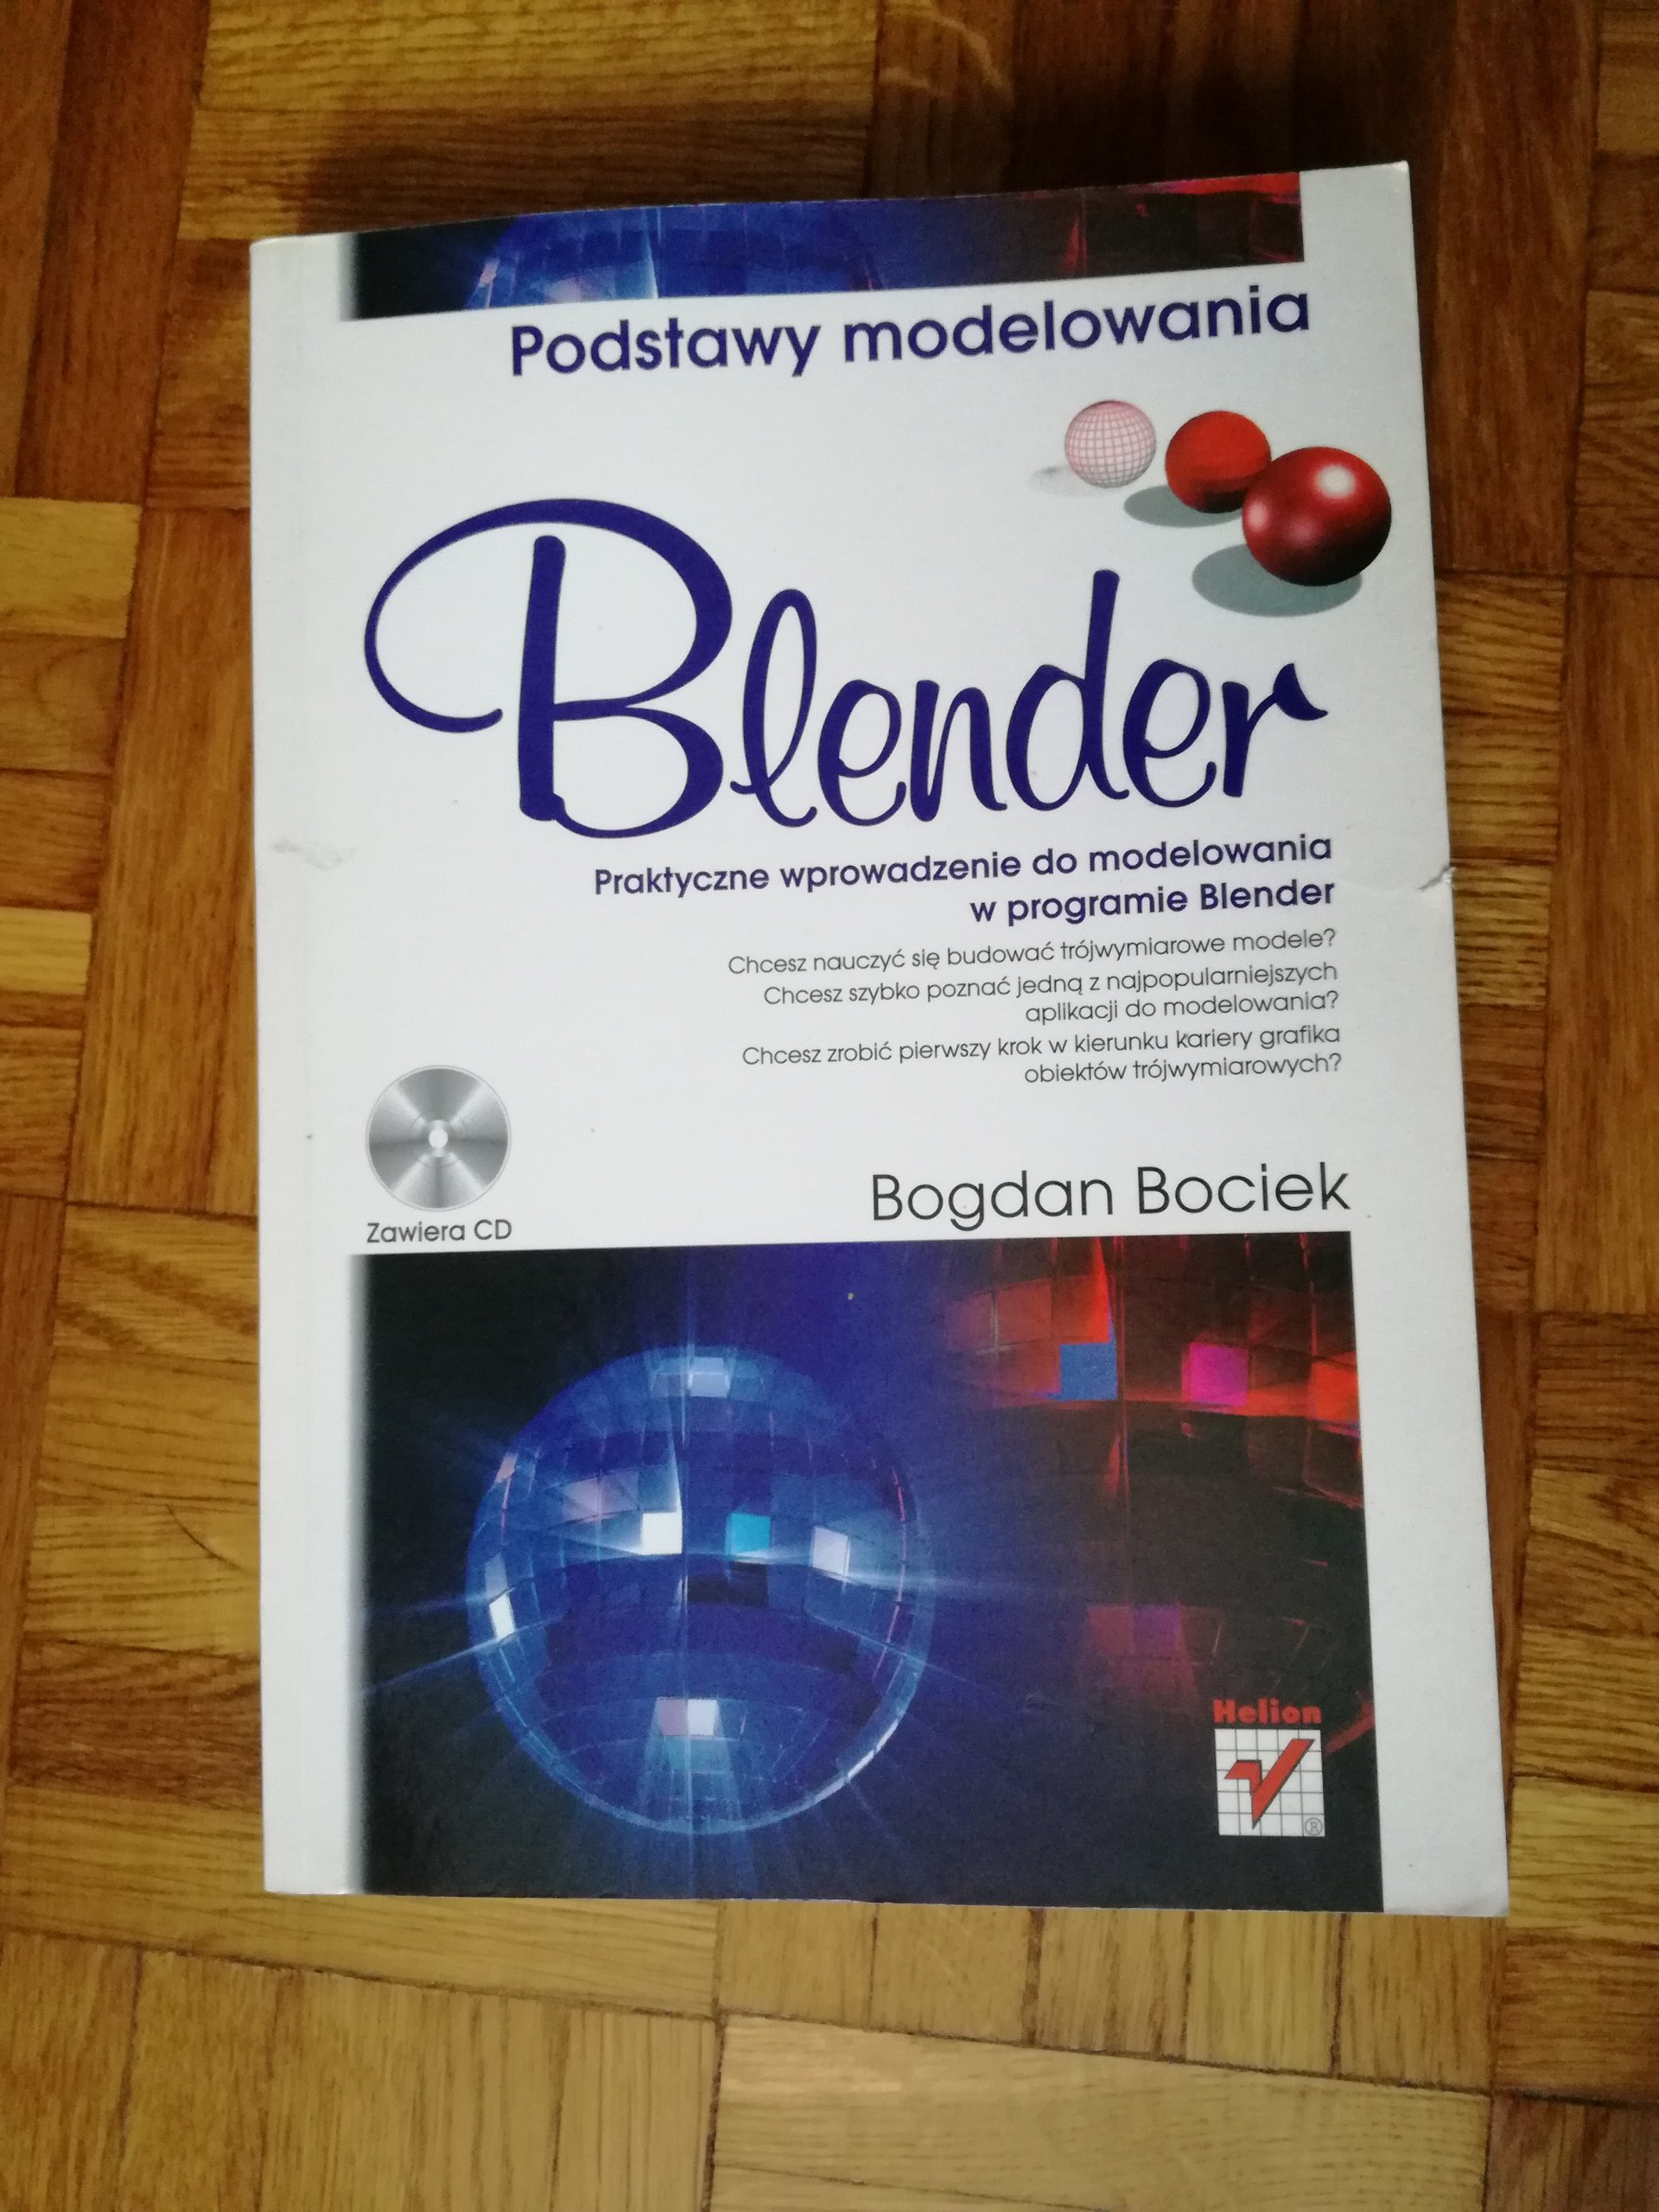 Podstawy modelowania
Blender
Praktyczne wprowadzenie do modelowania
w programie Blender
Chcesz nauczyć się budować trójwymiarowe modele?
Chcesz szybko poznać jedną z najpopularniejszych
aplikacji do modelowania?
Chcesz zrobić pierwszy krok w kierunku kariery grafika
obiektów trójwymiarowych?
Zawiera CD
Bogdan Bociek
Helion
®